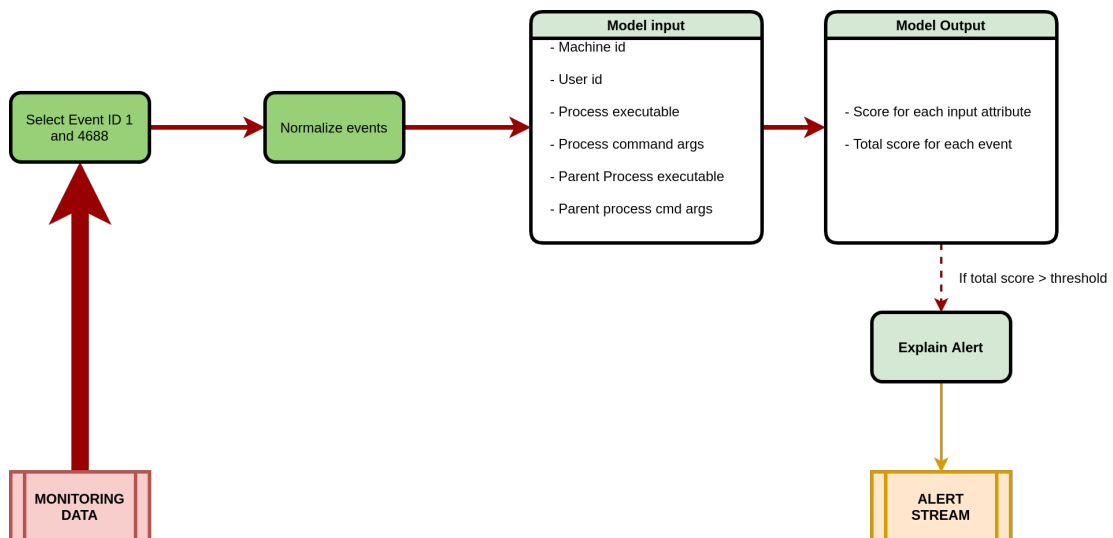 Select Event ID 1
and 4688
Normalize events
Model input
- Machine id
- User id
- Process executable
- Process command args
- Parent Process executable
- Parent process cmd args
Model Output
- Score for each input attribute
- Total score for each event
If total score > threshold
Explain Alert
MONITORING
DATA
ALERT
STREAM